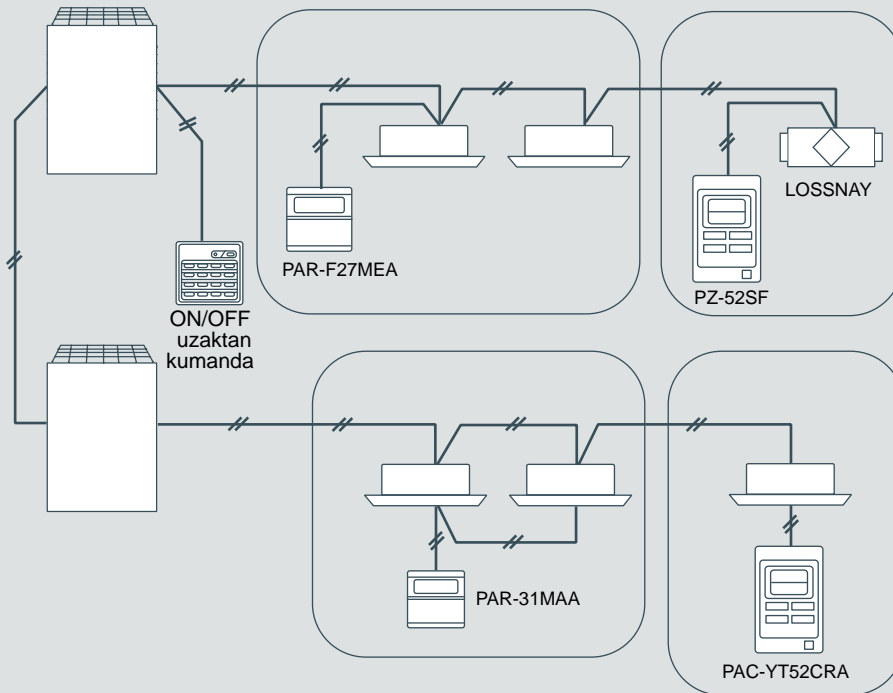 LOSSNAY
PAR-F27MEA
PZ-52SF
ON/OFF
uzaktan
kumanda
PAR-31MAA
PAC-YT52CRA